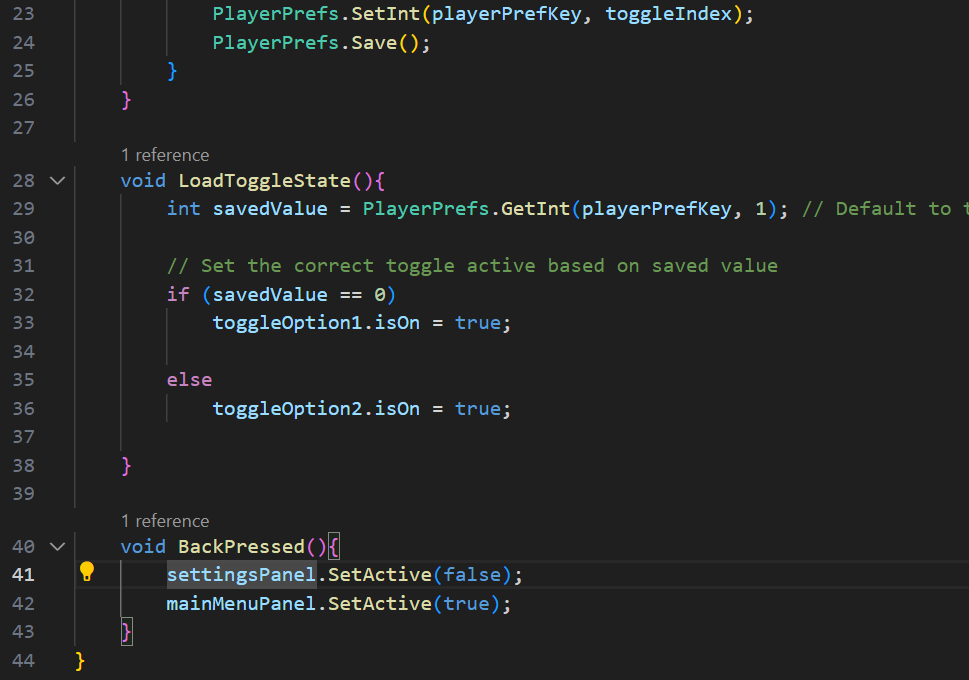 23 PlayerPrefs.SetInt(playerPrefKey, toggleIndex);
24 PlayerPrefs.Save();
25 }
26 }
27
1 reference
28 void LoadToggleState(){
29 int savedValue = PlayerPrefs.GetInt(playerPrefKey, 1); // Default to
30
31 // Set the correct toggle active based on saved value
32 if (savedValue == 0)
33 toggleOption1.isOn = true;
34
35 else
36 toggleOption2.isOn = true;
37
38 }
39
1 reference
40 void BackPressed(){
41 settingsPanel.SetActive(false);
42 mainMenuPanel.SetActive(true);
43 }
44 }